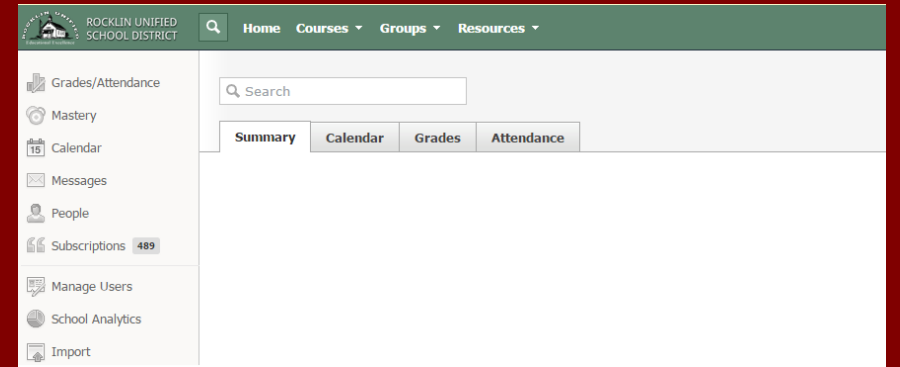 ROCKLIN UNIFIED
SCHOOL DISTRICT
Home Courses Groups Resources
Grades/Attendance
Mastery
15 Calendar
Messages
People
Subscriptions 489
Manage Users
School Analytics
Import
Search
Summary Calendar Grades Attendance